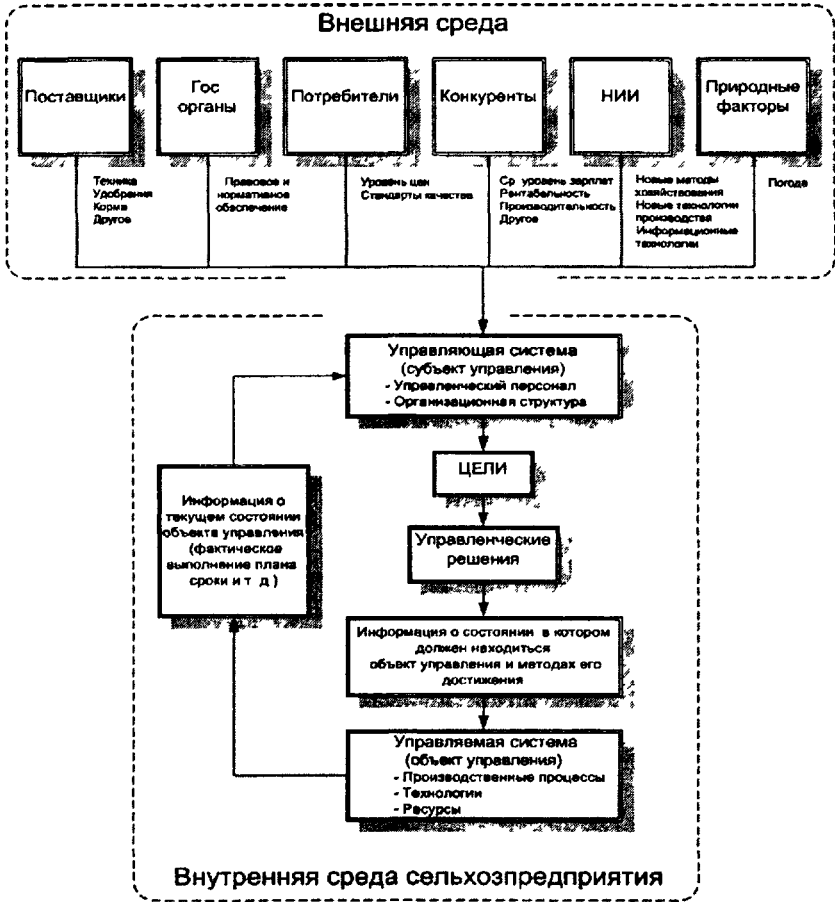 Внешняя среда
Поставщики
Гос
органы
Потребители
Конкуренты
НИИ
Природные
факторы
Техника
Удобрения
Корма
Другое
Правовое и
нормативное
обеспечение
Уровень цен
Стандарты качества
Ср уровень зарплат
Рентабельность
Производительность
Другое
Новые методы
хозяйствования
Новые технологии
производства
Информационные
технологии
Погода
Управляющая система
(субъект управления)
- Управленческий персонал
- Организационная структура
ЦЕЛИ
Управленческие
решения
Информация о
текущем состоянии
объекта управления
(фактическое
выполнение плана
сроки и т д )
Информация о состоянии в котором
должен находиться
объект управления и методах его
достижения
Управляемая система
(объект управления)
- Производственные процессы
- Технологии
- Ресурсы
Внутренняя среда сельхозпредприятия